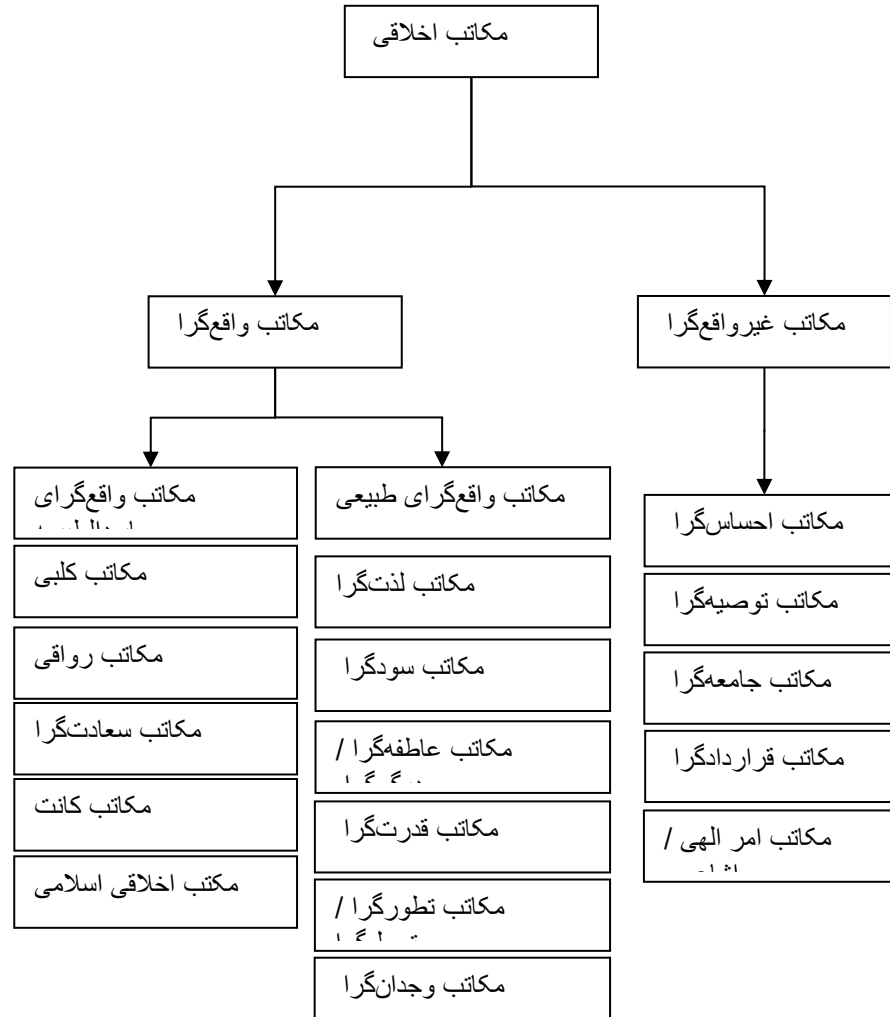 مکاتب اخلاقی
مکاتب واقع‌گرا
مکاتب غیرواقع‌گرا
مکاتب واقع‌گرای
مکاتب کلبی
مکاتب رواقی
مکاتب سعادت‌گرا
مکاتب کانت
مکتب اخلاقی اسلامی
مکاتب واقع‌گرای طبیعی
مکاتب لذت‌گرا
مکاتب سودگرا
مکاتب عاطفه‌گرا /
مکاتب قدرت‌گرا
مکاتب تطورگرا /
مکاتب وجدان‌گرا
مکاتب احساس‌گرا
مکاتب توصیه‌گرا
مکاتب جامعه‌گرا
مکاتب قراردادگرا
مکاتب امر الهی /